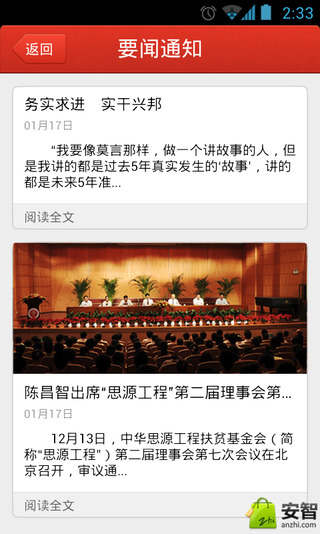 2:33
返回
要闻通知
务实求进 实干兴邦
01月17日
“我要像莫言那样，做一个讲故事的人，但
是我讲的都是过去5年真实发生的‘故事’，讲的
都是未来5年准...
阅读全文
陈昌智出席“思源工程”第二届理事会第...
01月17日
12月13日，中华思源工程扶贫基金会（简
称“思源工程”）第二届理事会第七次会议在北
京召开，审议通...
阅读全文
zhi
安智
anzhi.com